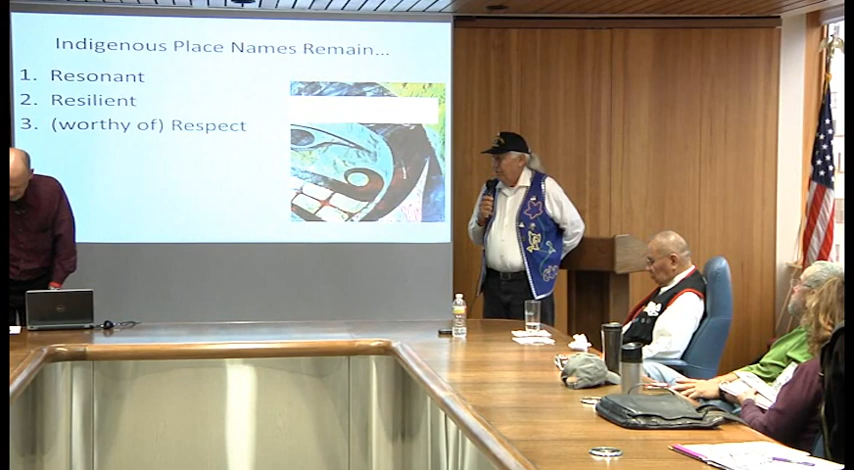 Indigenous Place Names Remain...
1. Resonant
2. Resilient
3. (worthy of) Respect